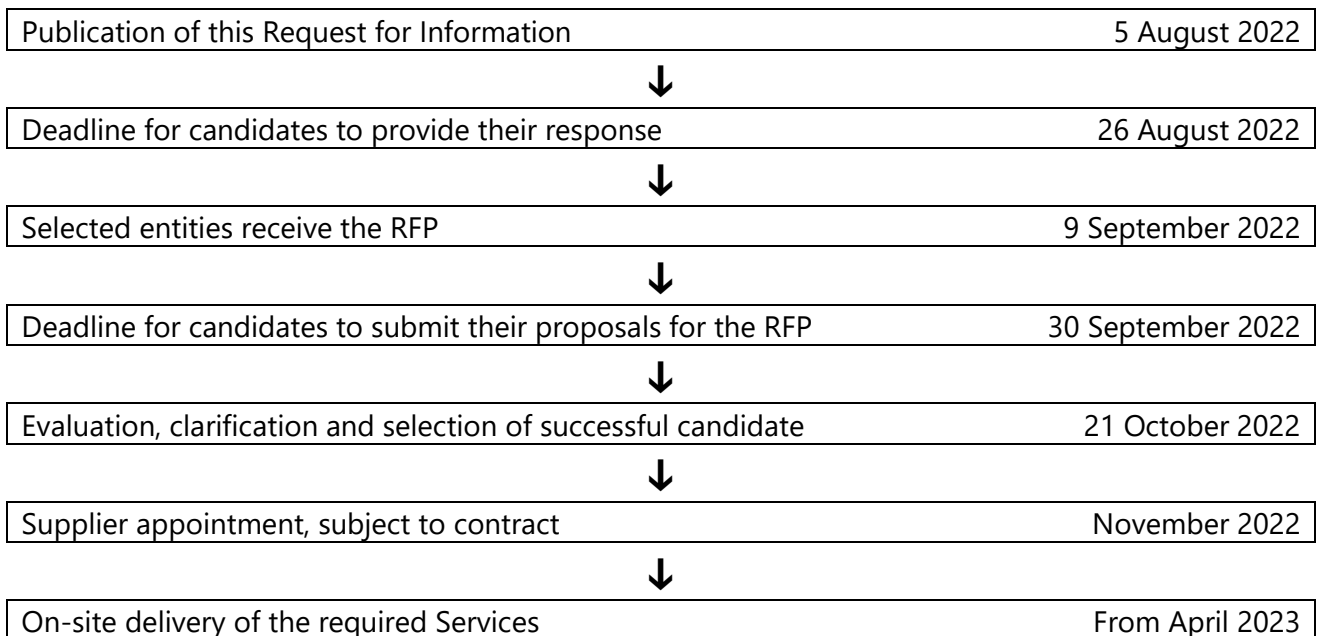 Publication of this Request for Information 5 August 2022
↓
Deadline for candidates to provide their response 26 August 2022
↓
Selected entities receive the RFP 9 September 2022
↓
Deadline for candidates to submit their proposals for the RFP 30 September 2022
↓
Evaluation, clarification and selection of successful candidate 21 October 2022
↓
Supplier appointment, subject to contract November 2022
↓
On-site delivery of the required Services From April 2023